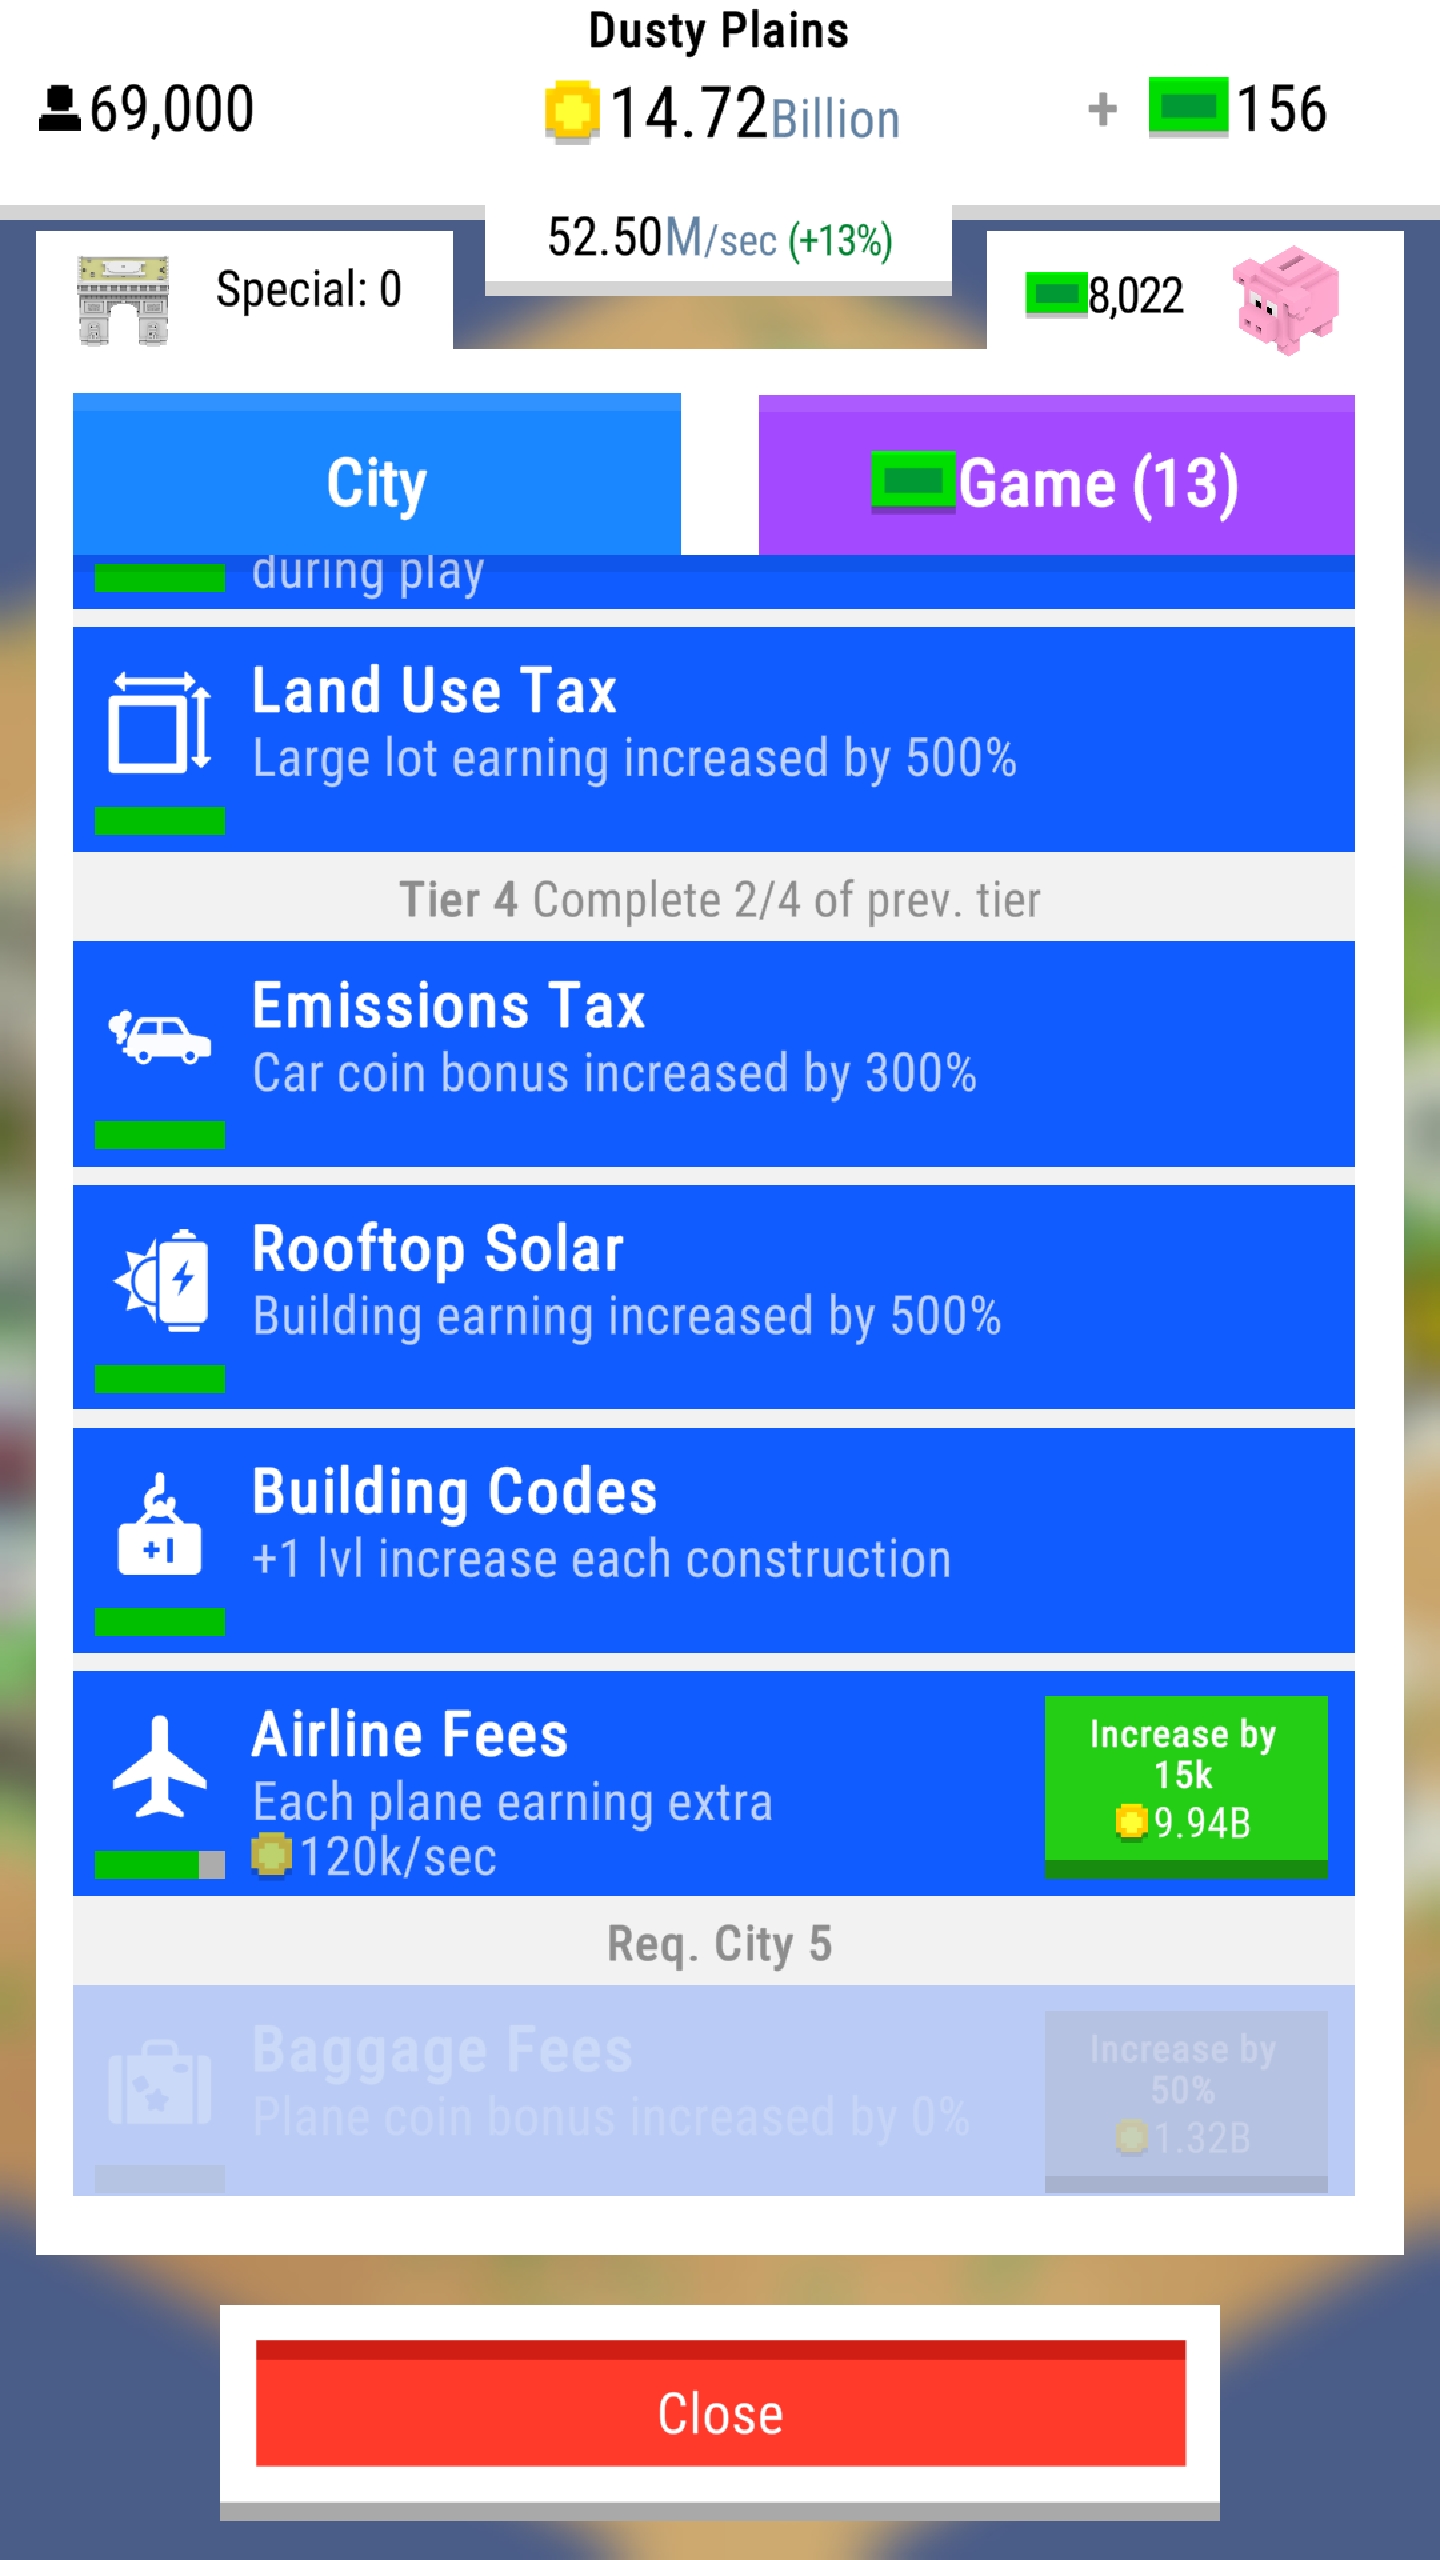 Dusty Plains
69,000
14.72Billion
+ 156
52.50M/sec (+13%)
Special: 0
8,022
City
Game (13)
during play
Land Use Tax
Large lot earning increased by 500%
Tier 4 Complete 2/4 of prev. tier
Emissions Tax
Car coin bonus increased by 300%
Rooftop Solar
Building earning increased by 500%
+1
Building Codes
+1 lvl increase each construction
Airline Fees
Each plane earning extra
120k/sec
Increase by
15k
9.94B
Req. City 5
Baggage Fees
Plane coin bonus increased by 0%
Increase by
50%
1.32B
Close